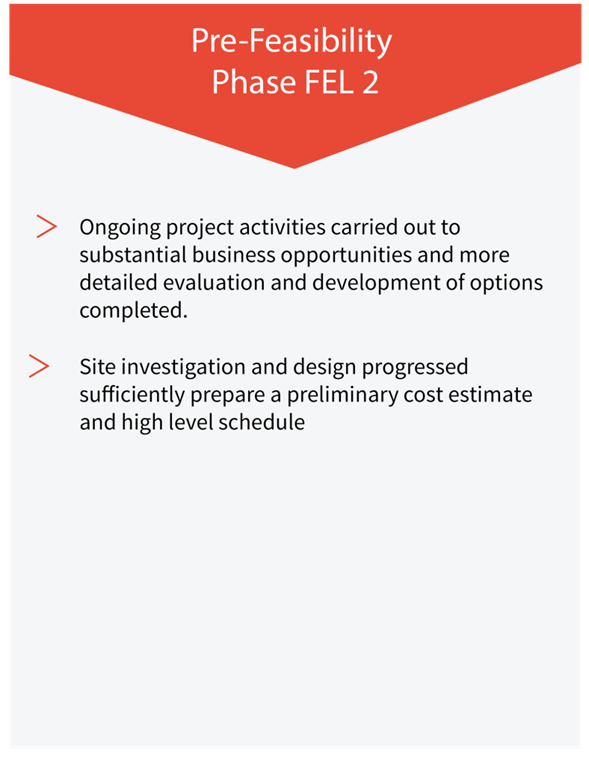 Pre-Feasibility
Phase FEL 2
Ongoing project activities carried out to
substantial business opportunities and more
detailed evaluation and development of options
completed.
Site investigation and design progressed
sufficiently prepare a preliminary cost estimate
and high level schedule